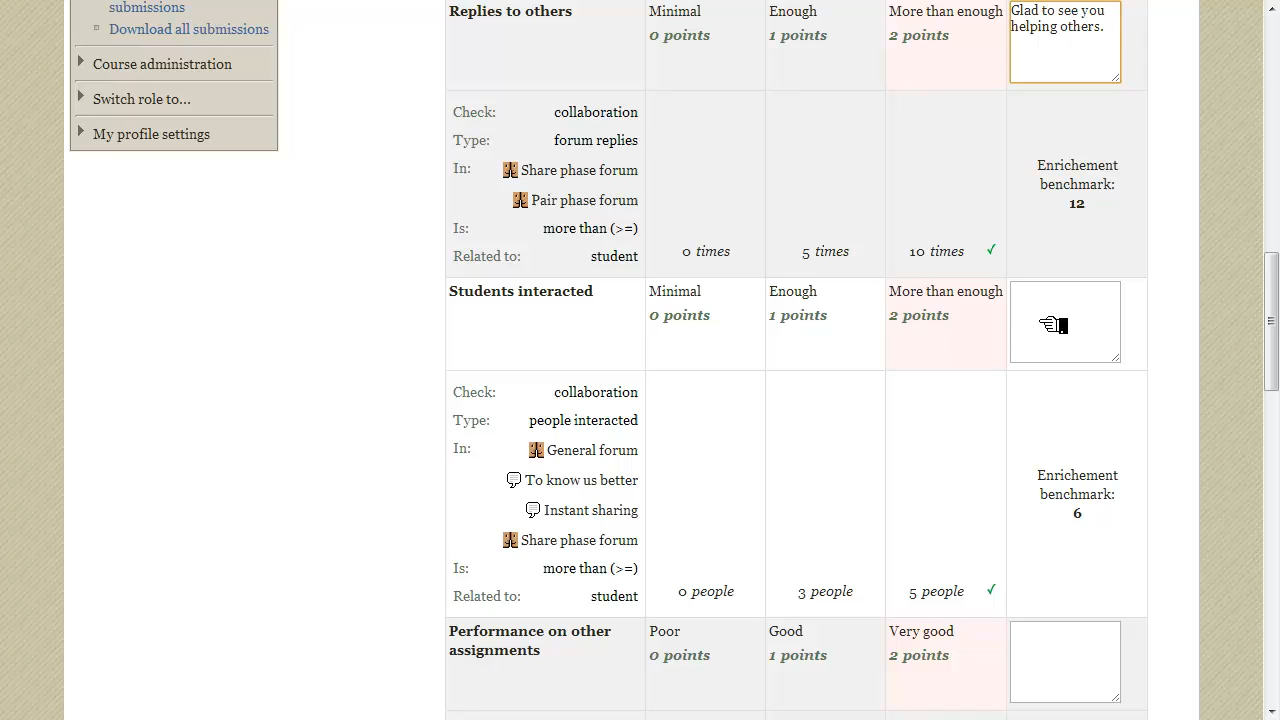 submissions
Download all submissions
Course administration
Switch role to...
My profile settings
Replies to others
Minimal
0 points
Enough
1 points
More than enough
2 points
Glad to see you
helping others.
Check: collaboration
Type: forum replies
In: Share phase forum
Pair phase forum
Is: more than (>=)
Related to: student
0 times
5 times
10 times ✓
Enrichement
benchmark:
12
Students interacted
Minimal
0 points
Enough
1 points
More than enough
2 points
Check: collaboration
Type: people interacted
In: General forum
To know us better
Instant sharing
Share phase forum
Is: more than (>=)
Related to: student
0 people
3 people
5 people ✓
Enrichement
benchmark:
6
Performance on other
assignments
Poor
0 points
Good
1 points
Very good
2 points